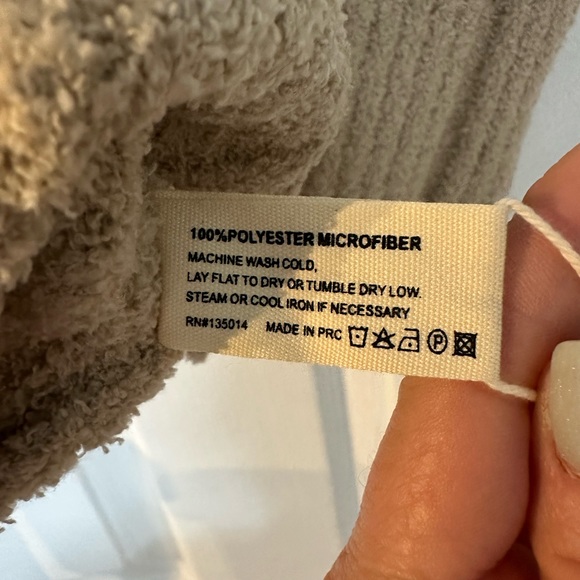 100%POLYESTER MICROFIBER
MACHINE WASH COLD,
LAY FLAT TO DRY OR TUMBLE DRY LOW.
STEAM OR COOL IRON IF NECESSARY
RN#135014 MADE IN PRC P